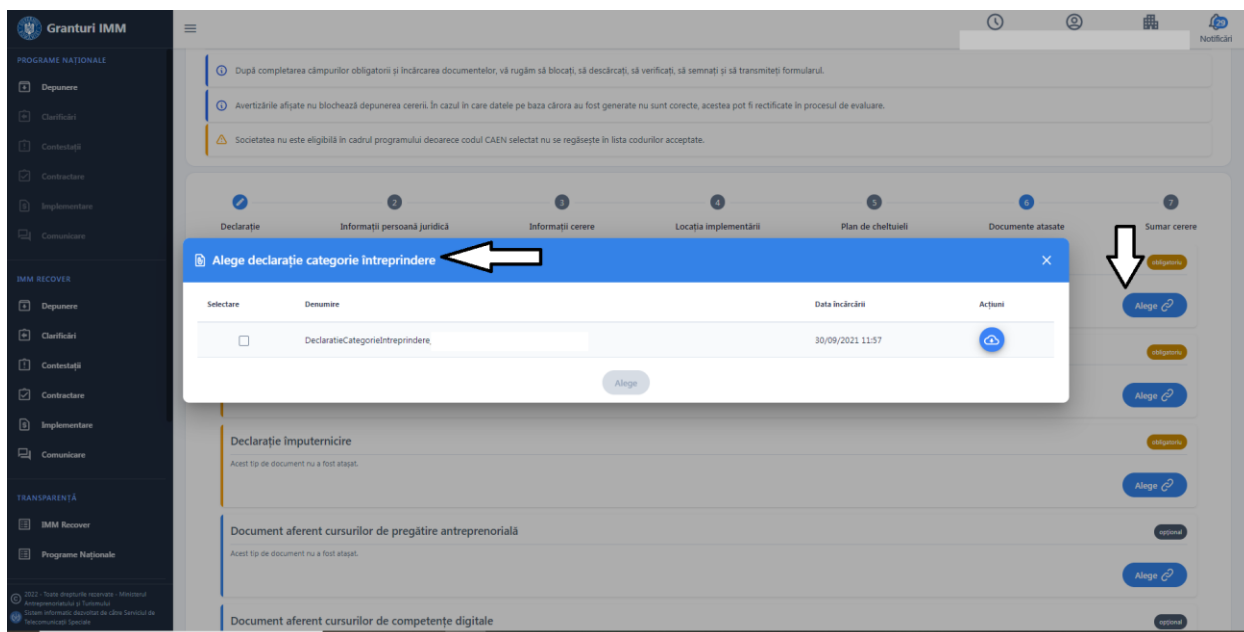 Granturi IMM
Notificări
PROGRAME NAȚIONALE
Depunere
Clarificări
Contestații
Contractare
Implementare
Comunicare
IMM RECOVER
Depunere
Clarificări
Contestații
Contractare
Implementare
Comunicare
TRANSPARENȚĂ
IMM Recover
Programe Naționale
2022 - Toate drepturile rezervate - Ministerul
Antreprenoriatului și Turismului
Sistem informatic dezvoltat de către Serviciul de
Telecomunicații Speciale
După completarea câmpurilor obligatorii și încărcarea documentelor, vă rugăm să blocați, să descărcați, să verificați, să semnați și să transmiteți formularul.
Avertizările afișate nu blochează depunerea cererii. În cazul în care datele pe baza cărora au fost generate nu sunt corecte, acestea pot fi rectificate în procesul de evaluare.
Societatea nu este eligibilă în cadrul programului deoarece codul CAEN selectat nu se regăsește în lista codurilor acceptate.
2 3 4 5 6 7
Declarație Informații persoană juridică Informații cerere Locația implementării Plan de cheltuieli Documente atasate Sumar cerere
Alege declarație categorie întreprindere
obligatoriu
Selectare Denumire Data încărcării Acțiuni
Alege
DeclaratieCategorieIntreprindere_ 30/09/2021 11:57
obligatoriu
Alege
Alege
Declarație împuternicire
obligatoriu
Acest tip de document nu a fost atașat.
Alege
Document aferent cursurilor de pregătire antreprenorială
opțional
Acest tip de document nu a fost atașat.
Alege
Document aferent cursurilor de competențe digitale
opțional